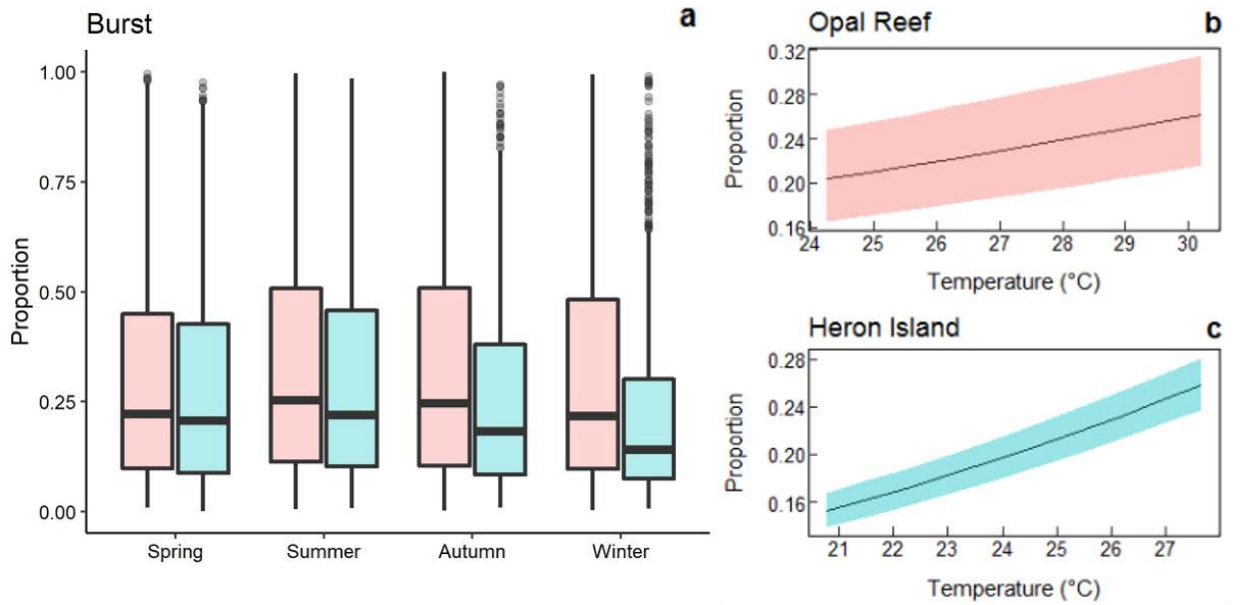 Burst
a
Proportion
1.00
0.75
0.50
0.25
0.00
Spring Summer Autumn Winter
Opal Reef
b
Proportion
0.32
0.28
0.24
0.20
0.16
24 25 26 27 28 29 30
Temperature (°C)
Heron Island
c
Proportion
0.28
0.24
0.20
0.16
21 22 23 24 25 26 27
Temperature (°C)